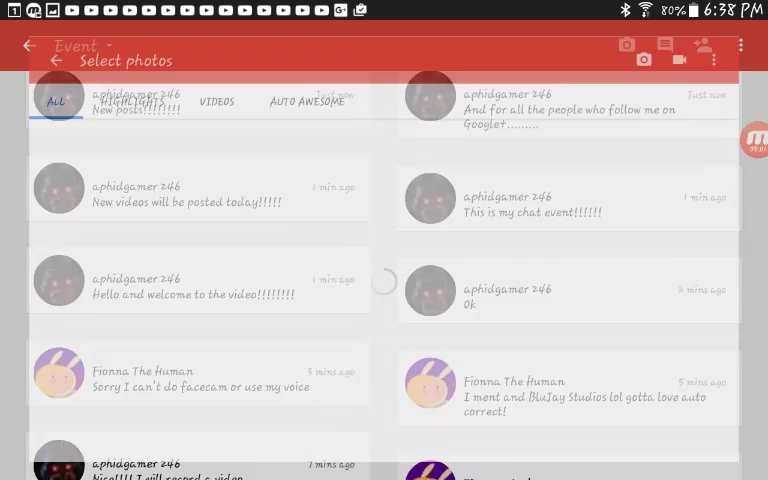 1 80% 6:38 PM
Event
Select photos
ALL HIGHLIGHTS VIDEOS AUTO AWESOME
aphidgamer 246 Just now
New posts!!!!!!!!
aphidgamer 246 Just now
And for all the people who follow me on
Google+.........
09:01
aphidgamer 246 1 min ago
New videos will be posted today!!!!!
aphidgamer 246 1 min ago
This is my chat event!!!!!!
aphidgamer 246 1 min ago
Hello and welcome to the video!!!!!!!!
aphidgamer 246 2 mins ago
Ok
Fionna The Human 3 mins ago
Sorry I can't do facecam or use my voice
Fionna The Human 5 mins ago
I ment and BluJay Studios lol gotta love auto
correct!
aphidgamer 246 7 mins ago
Nice!!!! I will record a video